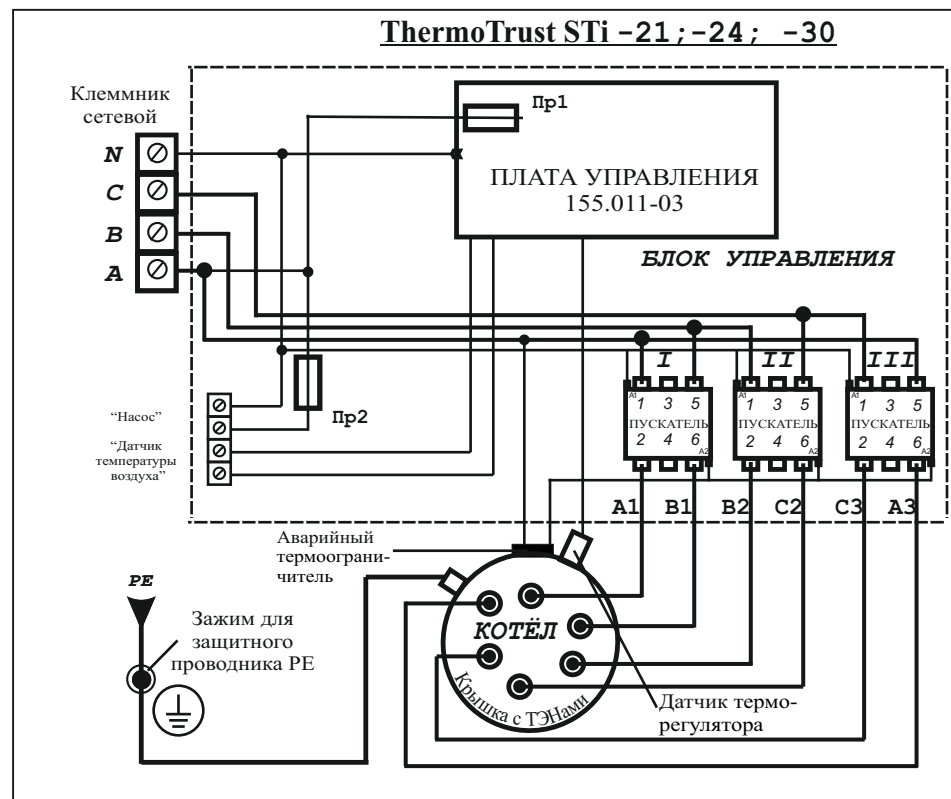 ThermoTrust STi -21;-24; -30
Клеммник
сетевой
N
C
B
A
Пр1
ПЛАТА УПРАВЛЕНИЯ
155.011-03
БЛОК УПРАВЛЕНИЯ
Пр2
“Насос”
“Датчик
температуры
воздуха”
I
II
III
A1
1 3 5
ПУСКАТЕЛЬ
2 4 6
A2
A1
1 3 5
ПУСКАТЕЛЬ
2 4 6
A2
A1
1 3 5
ПУСКАТЕЛЬ
2 4 6
A2
A1 B1 B2 C2 C3 A3
Аварийный
термоограни-
читель
PE
Зажим для
защитного
проводника PE
КОТЁЛ
Крышка с ТЭНами
Датчик термо-
регулятора